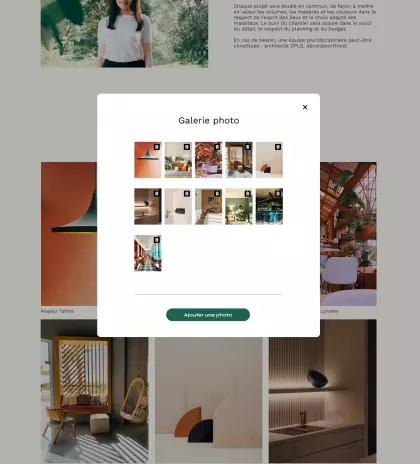 Chaque projet sera étudié en commun, de façon à mettre
en valeur les volumes, les matières et les couleurs dans le
respect de l'esprit des lieux et le choix adapté des
matériaux. Le suivi du chantier sera assuré dans le souci
du détail, le respect du planning et du budget.
En cas de besoin, une équipe pluridisciplinaire peut-être
constituée : architecte DPLG, décorateur(trice)
×
Galerie photo
Abajour Tahina
Londres
Ajouter une photo